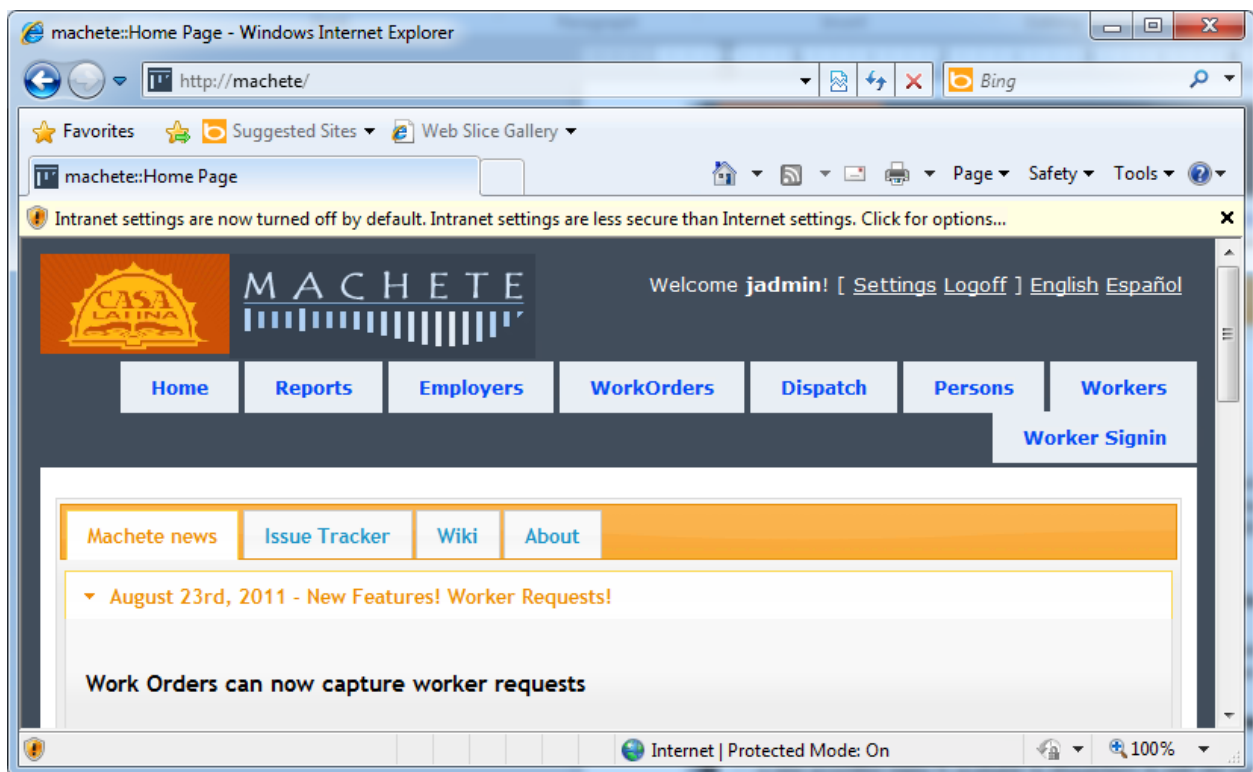 machete::Home Page - Windows Internet Explorer
http://machete/
Bing
Favorites Suggested Sites Web Slice Gallery
machete::Home Page
Page Safety Tools
Intranet settings are now turned off by default. Intranet settings are less secure than Internet settings. Click for options...
CASA
LATINA
MACHETE
Welcome jadmin! [ Settings Logoff ] English Español
Home Reports Employers WorkOrders Dispatch Persons Workers
Worker Signin
Machete news Issue Tracker Wiki About
August 23rd, 2011 - New Features! Worker Requests!
Work Orders can now capture worker requests
Internet | Protected Mode: On 100%